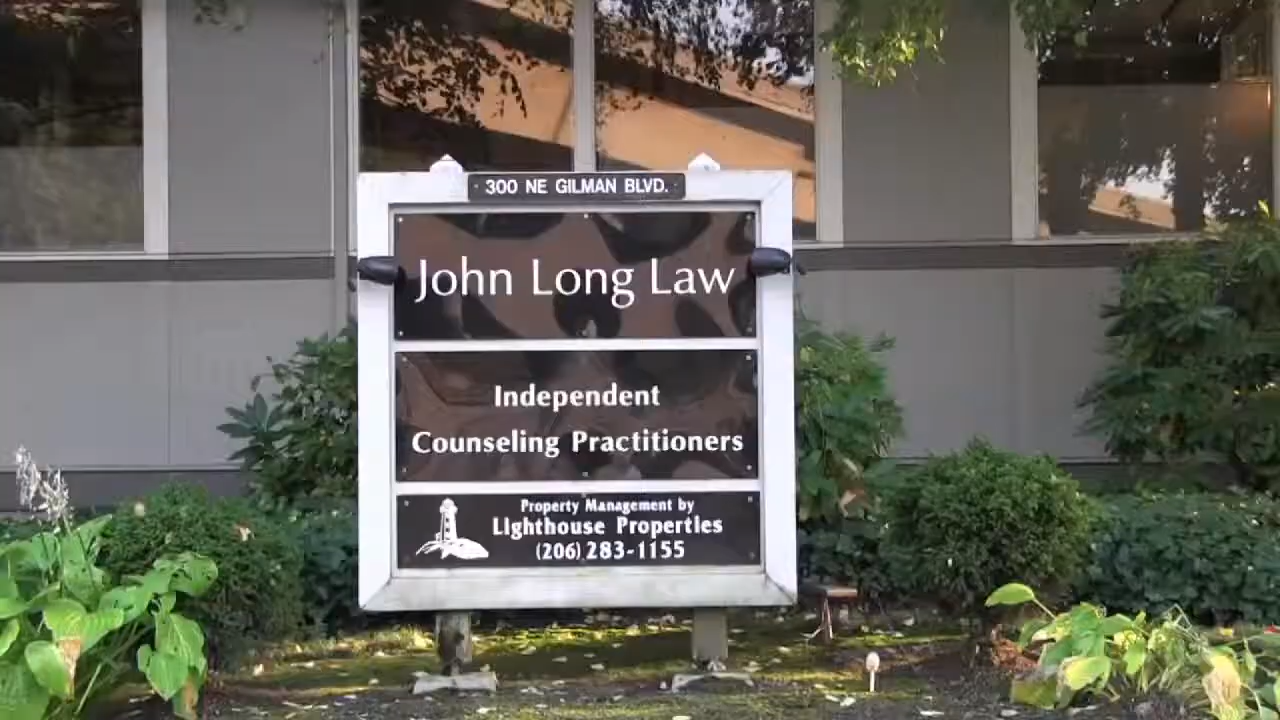 300 NE GILMAN BLVD.
John Long Law
Independent
Counseling Practitioners
Property Management by
Lighthouse Properties
(206) 283-1155